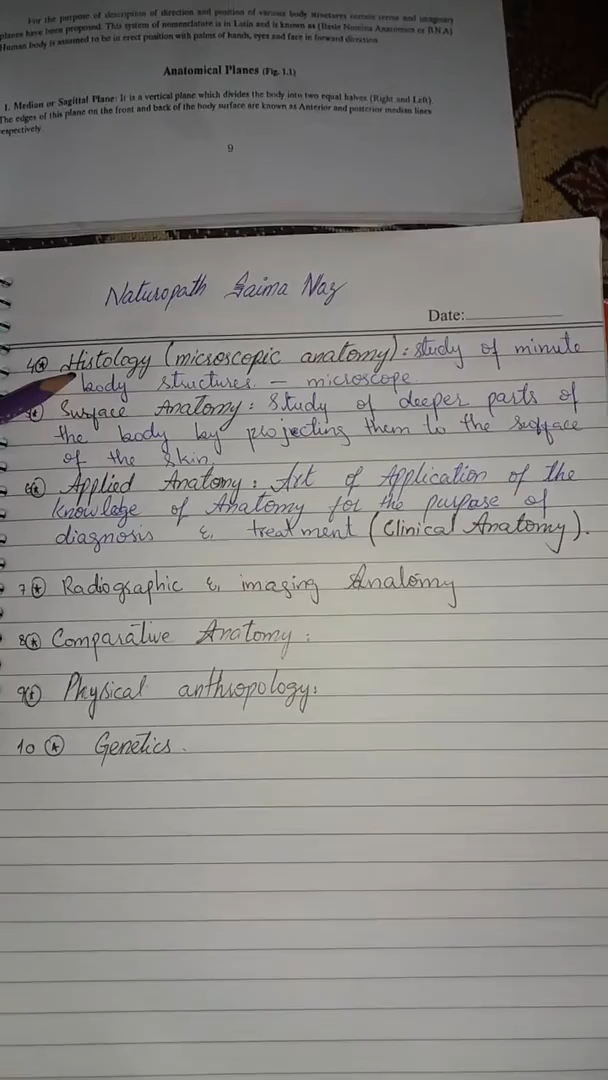 For the purpose of description of direction and position of various body structures certain terms and imaginary
planes have been proposed. This system of nomenclature is in Latin and is known as (Basle Nomina Anatomica or B.N.A)
Human body is assumed to be in erect position with palms of hands, eyes and face in forward direction
Anatomical Planes (Fig. 1.1)
1. Median or Sagittal Plane: It is a vertical plane which divides the body into two equal halves (Right and Left).
The edges of this plane on the front and back of the body surface are known as Anterior and posterior median lines
espectively
9
Naturopath Saima Naz
Date:
4 Histology (microscopic anatomy): study of minute
body structures - microscope
Surface Anatomy: Study of deeper parts of
the body by projecting them to the surface
of the skin
Applied Anatomy: Art of Application of the
knowladge of Anatomy for the purpose of
diagnosis & treatment (Clinical Anatomy).
7 Radiographic & imaging Anatomy
8 Comparative Anatomy:
9 Physical anthropology:
10 Genetics.